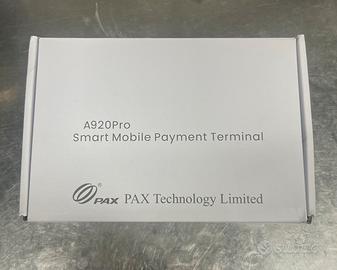 A920Pro
Smart Mobile Payment Terminal
® PAX PAX Technology Limited